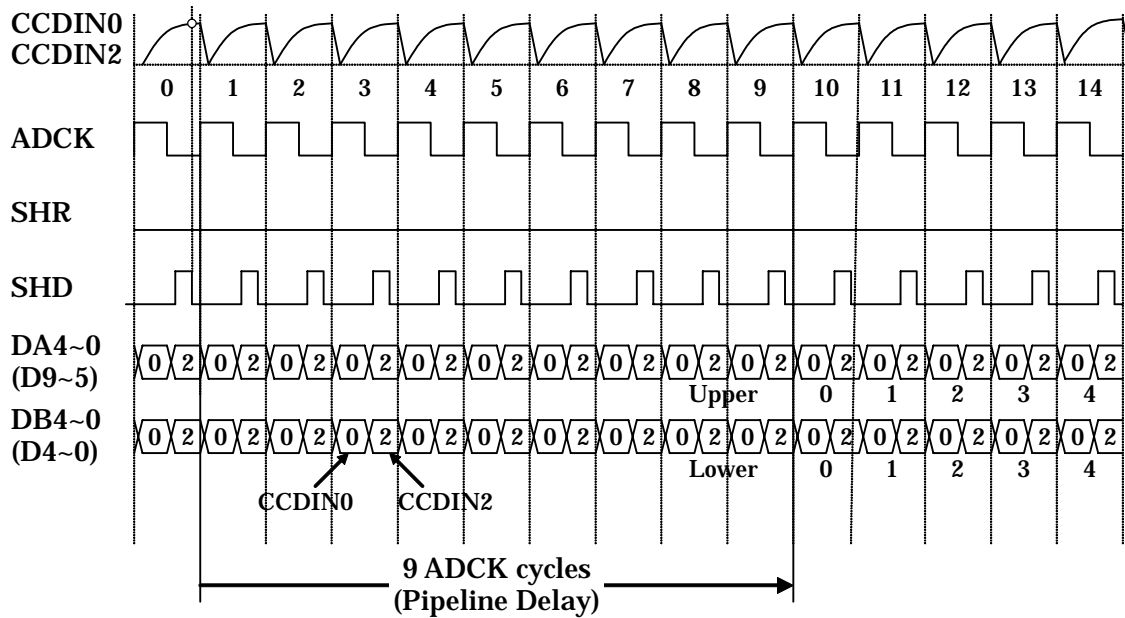 CCDIN0
CCDIN2
0 1 2 3 4 5 6 7 8 9 10 11 12 13 14
ADCK
SHR
SHD
DA4~0
(D9~5)
0 2 0 2 0 2 0 2 0 2 0 2 0 2 0 2 0 2 0 2 0 2 0 2 0 2 0 2 0 2
Upper 0 1 2 3 4
DB4~0
(D4~0)
0 2 0 2 0 2 0 2 0 2 0 2 0 2 0 2 0 2 0 2 0 2 0 2 0 2 0 2 0 2
Lower 0 1 2 3 4
CCDIN0 CCDIN2
9 ADCK cycles
(Pipeline Delay)